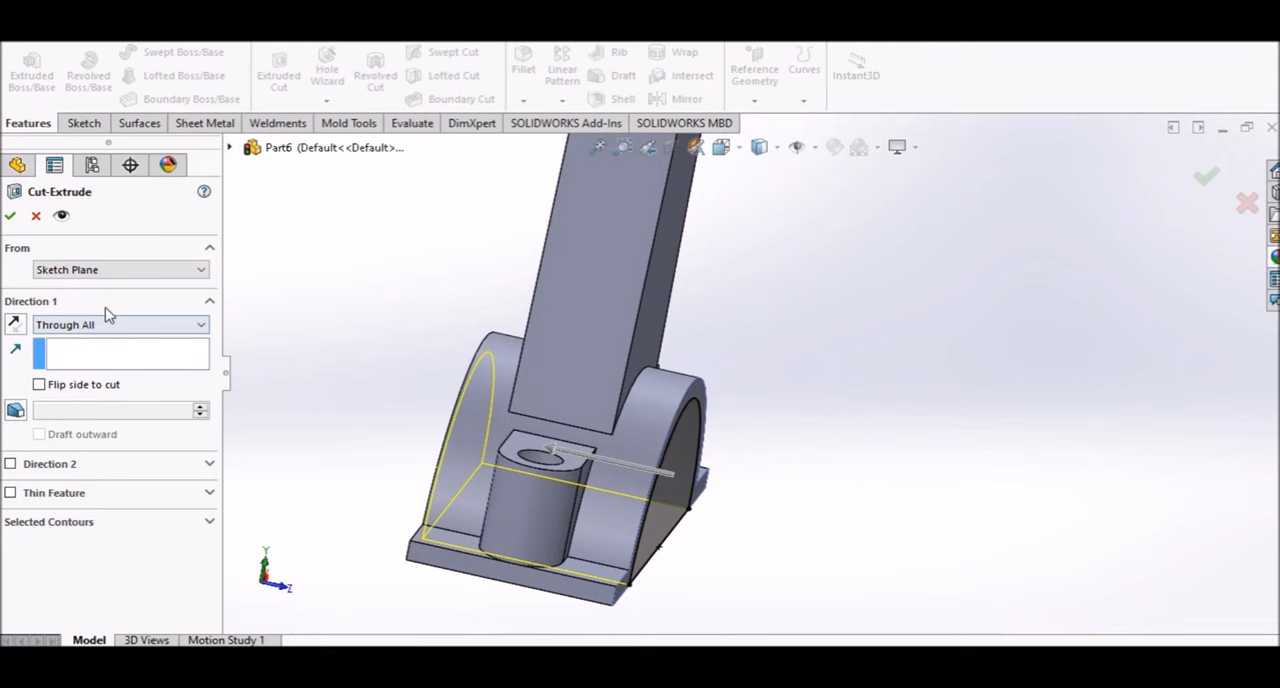 Extruded Boss/Base
Revolved Boss/Base
Swept Boss/Base
Lofted Boss/Base
Boundary Boss/Base
Extruded Cut
Hole Wizard
Revolved Cut
Swept Cut
Lofted Cut
Boundary Cut
Fillet
Linear Pattern
Rib
Draft
Shell
Wrap
Intersect
Mirror
Reference Geometry
Curves
Instant3D
Features Sketch Surfaces Sheet Metal Weldments Mold Tools Evaluate DimXpert SOLIDWORKS Add-Ins SOLIDWORKS MBD
Part6 (Default<<Default>...
Cut-Extrude
From
Sketch Plane
Direction 1
Through All
Flip side to cut
Draft outward
Direction 2
Thin Feature
Selected Contours
Y
Z
Model 3D Views Motion Study 1